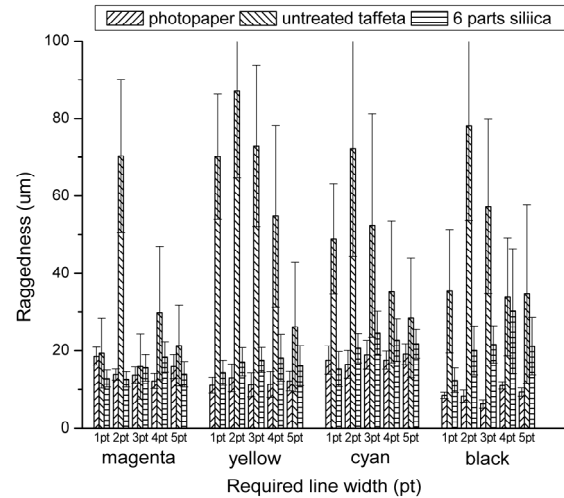 photopaper untreated taffeta 6 parts siliica
100
80
60
40
20
0
Raggedness (um)
1pt 2pt 3pt 4pt 5pt 1pt 2pt 3pt 4pt 5pt 1pt 2pt 3pt 4pt 5pt 1pt 2pt 3pt 4pt 5pt
magenta yellow cyan black
Required line width (pt)